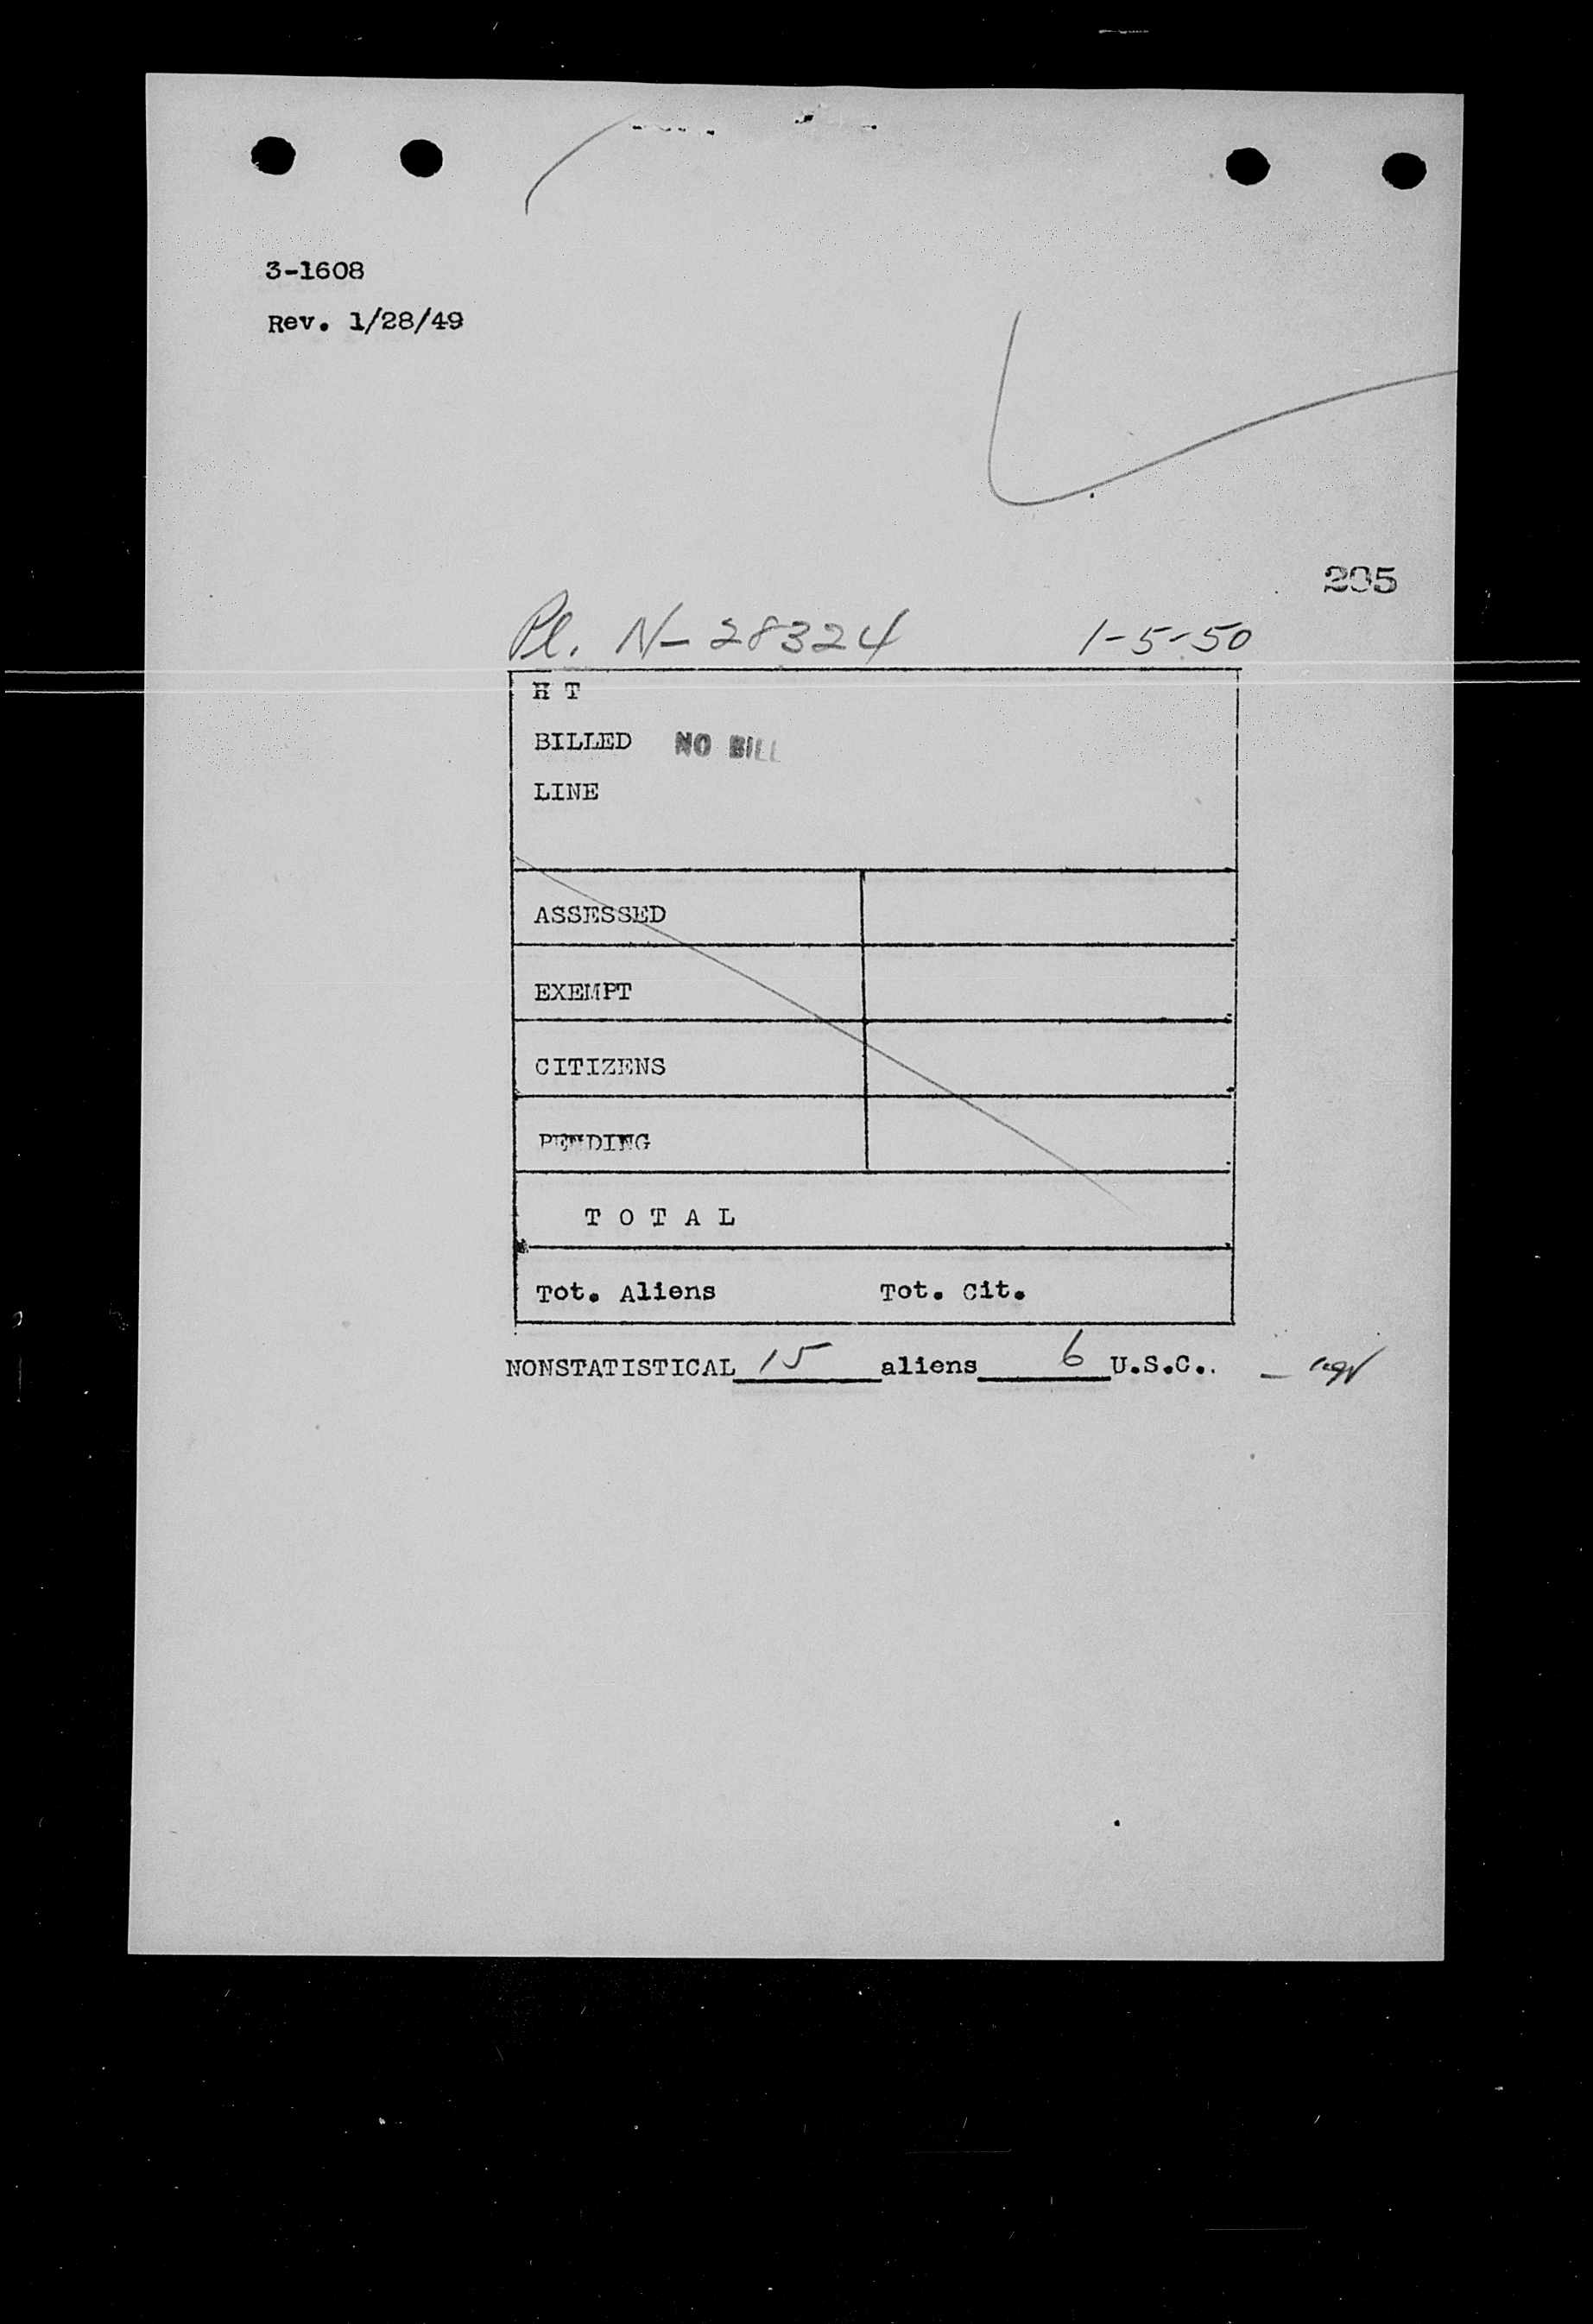 3-1608
Rev. 1/28/49
Pl. N-28324 1-5-50
H T
BILLED NO BILL
LINE
ASSESSED
EXEMPT
CITIZENS
PENDING
T O T A L
Tot. Aliens Tot. Cit.
NONSTATISTICAL 15 aliens 6 U.S.C..